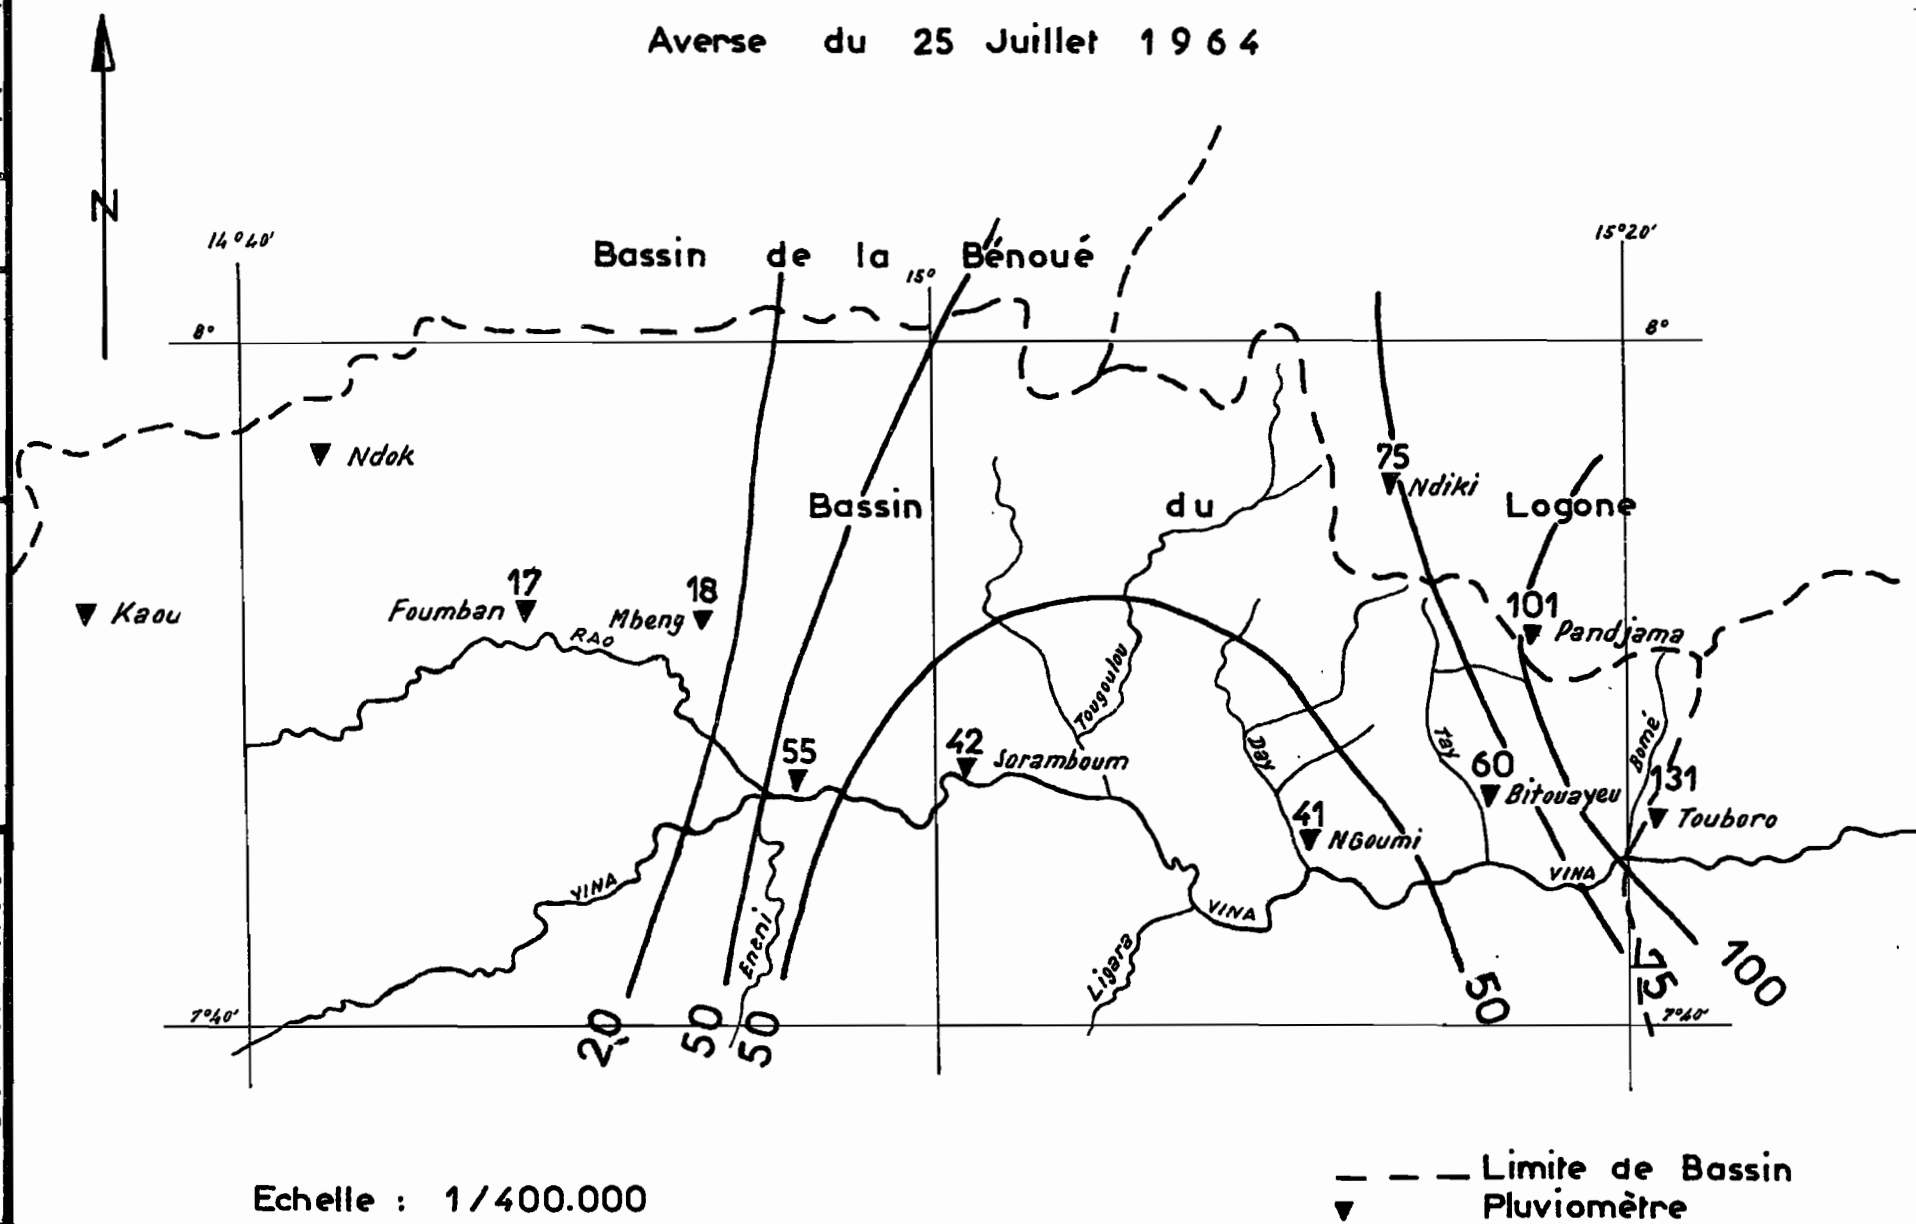 Averse du 25 Juillet 1964
N
14°40'
15°20'
Bassin de la Bénoué
15°
8°
8°
Ndok
75
Ndiki
Bassin du Logone
17
18
101
Kaou
Foumban
Mbeng
Pandjama
RAO
Tougoulou
55
42
Soramboum
Day
Tay
Bomé
60
131
Bitouayeu
41
NGoumi
Touboro
VINA
VINA
VINA
Eneni
Ligara
7°40'
20
50
50
50
75
100
7°40'
Limite de Bassin
Echelle : 1/400.000
Pluviomètre